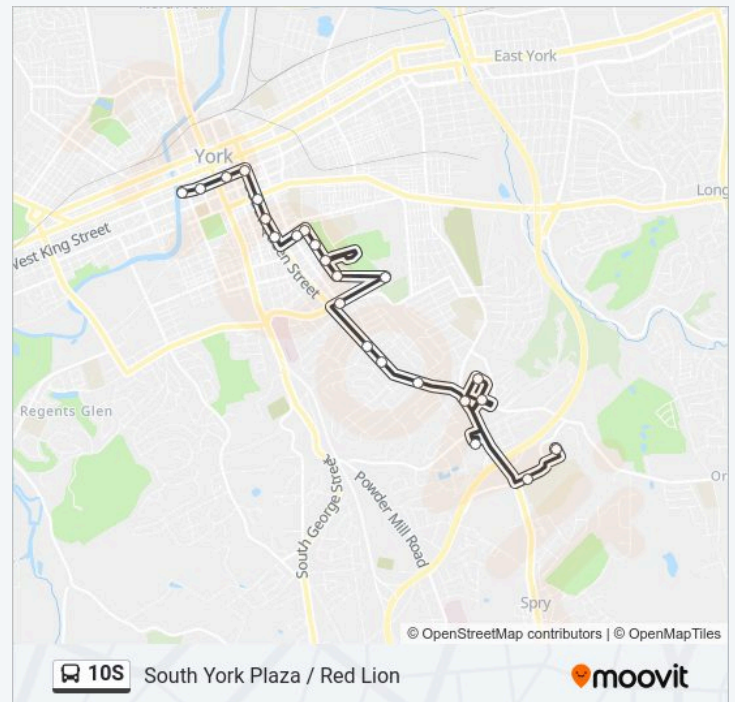 East York
York
Long
West King Street
Queen Street
Regents Glen
South George Street
Powder Mill Road
Or
Spry
© OpenStreetMap contributors | © OpenMapTiles
10S South York Plaza / Red Lion moovit